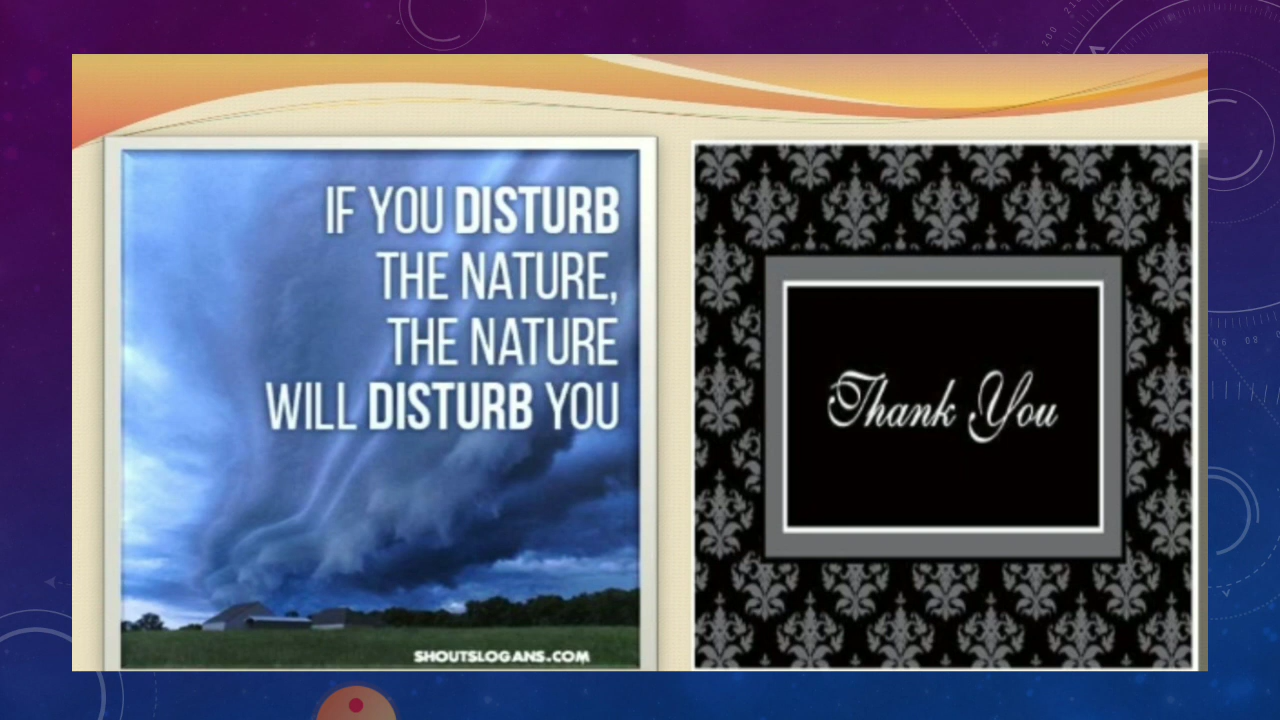 IF YOU DISTURB
THE NATURE,
THE NATURE
WILL DISTURB YOU
SHOUTSLOGANS.COM
Thank You